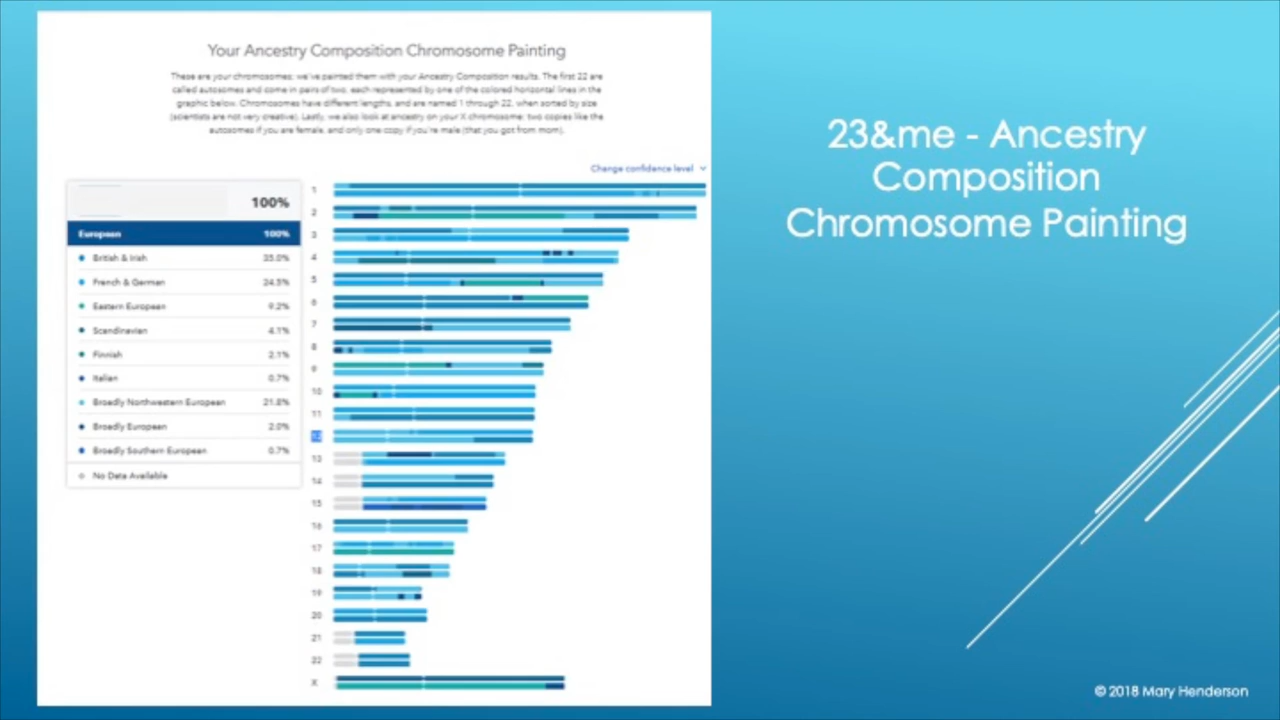 Your Ancestry Composition Chromosome Painting
These are your chromosomes; we've painted them with your Ancestry Composition results. The first 22 are
called autosomes and come in pairs of two, each represented by one of the colored horizontal lines in the
graphic below. Chromosomes have different lengths, and are named 1 through 22, when sorted by size
(scientists are not very creative). Lastly, we also look at ancestry on your X chromosome: two copies like the
autosomes if you are female, and only one copy if you're male (that you got from mom).
Change confidence level
100%
European 100%
British & Irish 35.0%
French & German 24.5%
Eastern European 9.2%
Scandinavian 4.1%
Finnish 2.1%
Italian 0.7%
Broadly Northwestern European 21.8%
Broadly European 2.0%
Broadly Southern European 0.7%
No Data Available
1
2
3
4
5
6
7
8
9
10
11
12
13
14
15
16
17
18
19
20
21
22
X
23&me - Ancestry
Composition
Chromosome Painting
© 2018 Mary Henderson